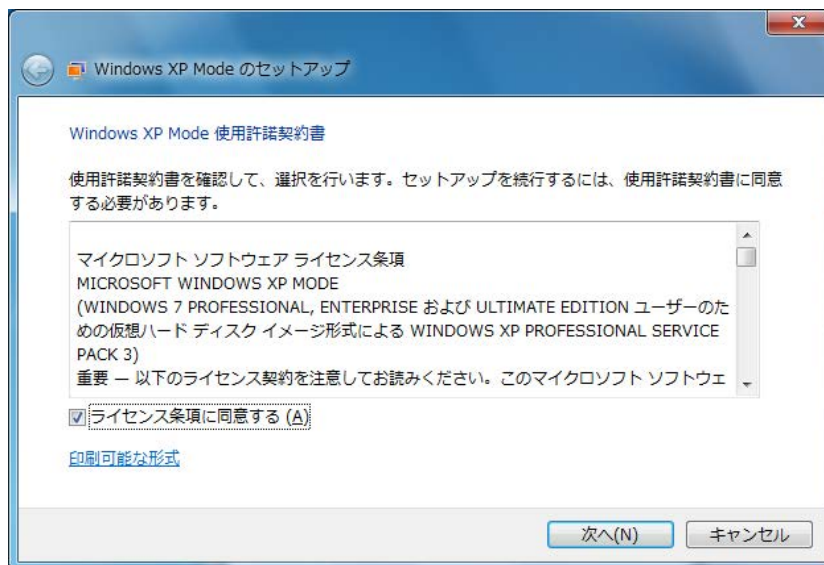 Windows XP Mode のセットアップ
Windows XP Mode 使用許諾契約書
使用許諾契約書を確認して、選択を行います。セットアップを続行するには、使用許諾契約書に同意
する必要があります。
マイクロソフト ソフトウェア ライセンス条項
MICROSOFT WINDOWS XP MODE
(WINDOWS 7 PROFESSIONAL, ENTERPRISE および ULTIMATE EDITION ユーザーのた
めの仮想ハード ディスク イメージ形式による WINDOWS XP PROFESSIONAL SERVICE
PACK 3)
重要 — 以下のライセンス契約を注意してお読みください。このマイクロソフト ソフトウェ
ライセンス条項に同意する (A)
印刷可能な形式
次へ(N) キャンセル